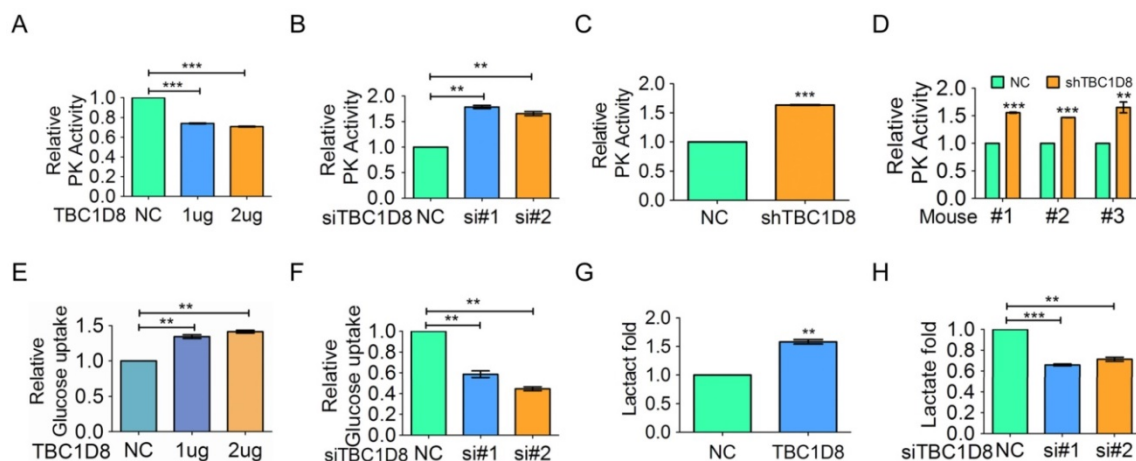 A
Relative
PK Activity
1.0
0.8
0.6
0.4
0.2
0.0
***
***
TBC1D8 NC 1ug 2ug
B
Relative
PK Activity
2.0
1.5
1.0
0.5
0.0
**
**
siTBC1D8 NC si#1 si#2
C
Relative
PK Activity
2.0
1.5
1.0
0.5
0.0
***
NC shTBC1D8
D
NC shTBC1D8
Relative
PK Activity
2.0
1.5
1.0
0.5
0.0
*** *** **
Mouse #1 #2 #3
E
Relative
Glucose uptake
1.5
1.0
0.5
0.0
**
**
TBC1D8 NC 1ug 2ug
F
Relative
Glucose uptake
1.0
0.8
0.6
0.4
0.2
0.0
**
**
siTBC1D8 NC si#1 si#2
G
Lactact fold
2.0
1.5
1.0
0.5
0.0
**
NC TBC1D8
H
Lactate fold
1.0
0.8
0.6
0.4
0.2
0.0
**
***
siTBC1D8 NC si#1 si#2